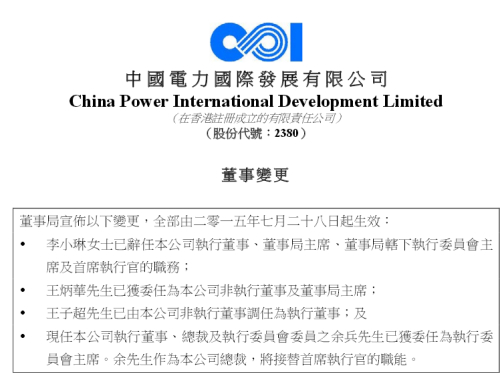 中國電力國際發展有限公司
China Power International Development Limited
（在香港註冊成立的有限責任公司）
（股份代號：2380）
董事變更
董事局宣佈以下變更，全部由二零一五年七月二十八日起生效：
• 李小琳女士已辭任本公司執行董事、董事局主席、董事局轄下執行委員會主
席及首席執行官的職務；
• 王炳華先生已獲委任為本公司非執行董事及董事局主席；
• 王子超先生已由本公司非執行董事調任為執行董事；及
• 現任本公司執行董事、總裁及執行委員會委員之余兵先生已獲委任為執行委
員會主席。余先生作為本公司總裁，將接替首席執行官的職能。